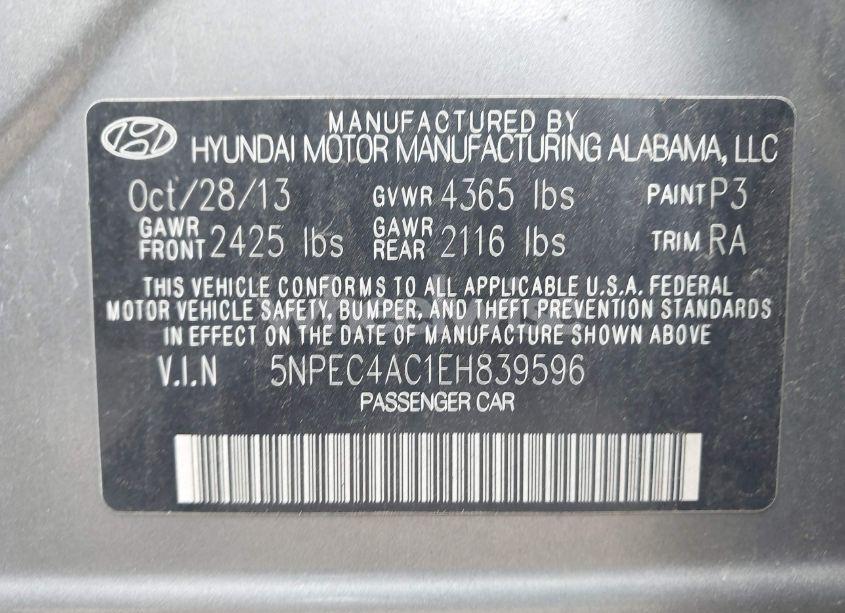 MANUFACTURED BY
HYUNDAI MOTOR MANUFACTURING ALABAMA, LLC
Oct/28/13 GVWR 4365 lbs PAINT P3
GAWR FRONT 2425 lbs GAWR REAR 2116 lbs TRIM RA
THIS VEHICLE CONFORMS TO ALL APPLICABLE U.S.A. FEDERAL
MOTOR VEHICLE SAFETY, BUMPER, AND THEFT PREVENTION STANDARDS
IN EFFECT ON THE DATE OF MANUFACTURE SHOWN ABOVE
V.I.N 5NPEC4AC1EH839596
PASSENGER CAR